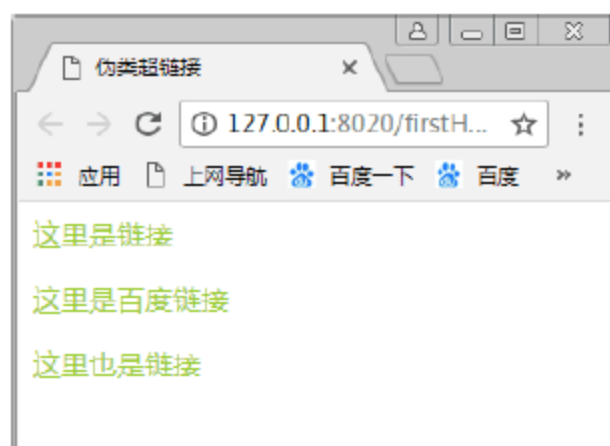 伪类超链接
127.0.0.1:8020/firstH...
应用 上网导航 百度一下 百度 »
这里是链接
这里是百度链接
这里也是链接